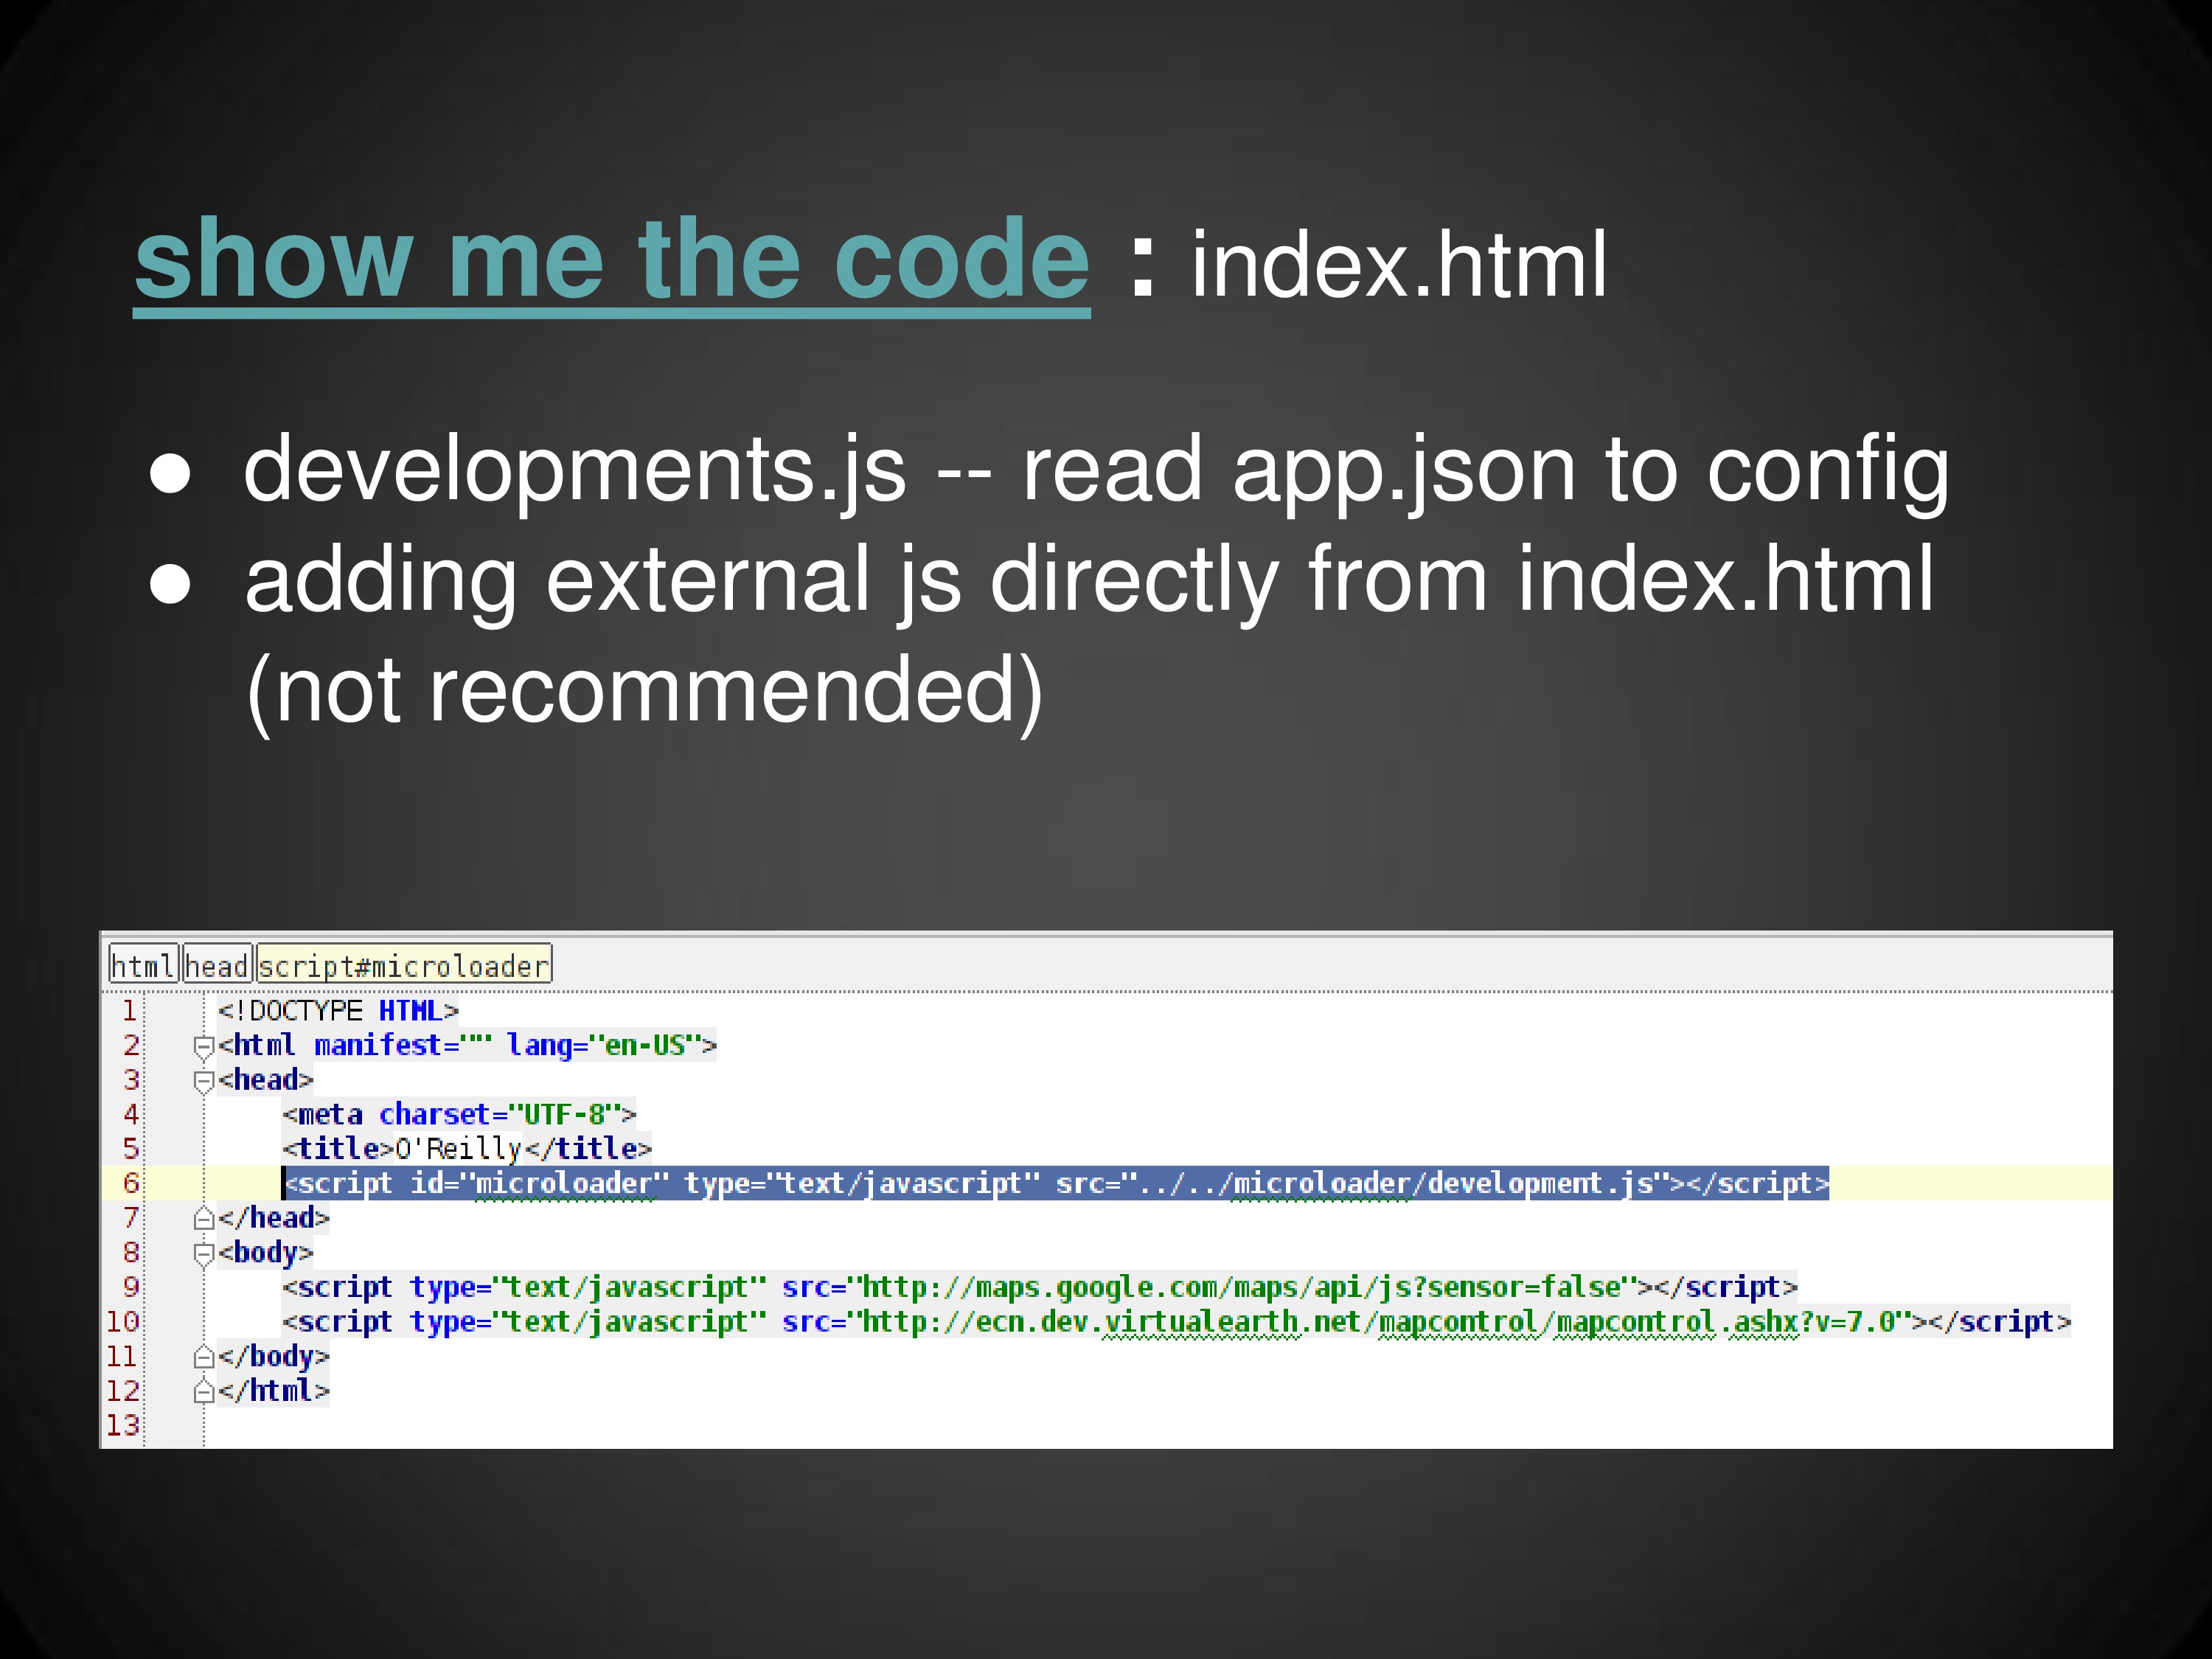 show me the code : index.html
● developments.js -- read app.json to config
● adding external js directly from index.html
(not recommended)
html head script#microloader
1 <!DOCTYPE HTML>
2 <html manifest="" lang="en-US">
3 <head>
4 <meta charset="UTF-8">
5 <title>O'Reilly</title>
6 <script id="microloader" type="text/javascript" src="../../microloader/development.js"></script>
7 </head>
8 <body>
9 <script type="text/javascript" src="http://maps.google.com/maps/api/js?sensor=false"></script>
10 <script type="text/javascript" src="http://ecn.dev.virtualearth.net/mapcontrol/mapcontrol.ashx?v=7.0"></script>
11 </body>
12 </html>
13